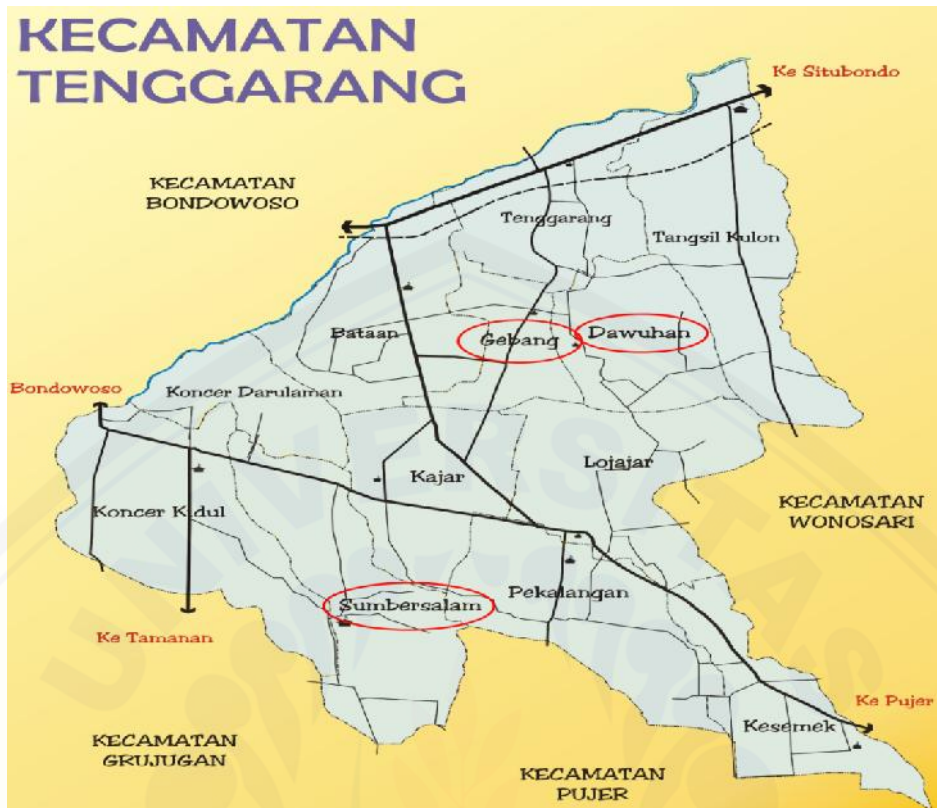 KECAMATAN
TENGGARANG
Ke Situbondo
KECAMATAN
BONDOWOSO
Tenggarang
Tangsil Kulon
Bataan
Gebang
Dawuhan
Bondowoso
Koncer Darulaman
Kajar
Lojajar
KECAMATAN
WONOSARI
Koncer Kidul
Pekalangan
Sumbersalam
Ke Tamanan
Ke Pujer
Kesemek
KECAMATAN
GRUJUGAN
KECAMATAN
PUJER
UNIVERSITAS